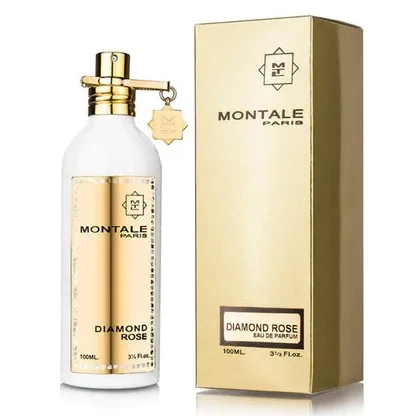 MONTALE
PARIS
DIAMOND
ROSE
100ML. 3⅓ Fl.oz.
MONTALE
PARIS
DIAMOND ROSE
EAU DE PARFUM
100ML. 3⅓ Fl.oz.